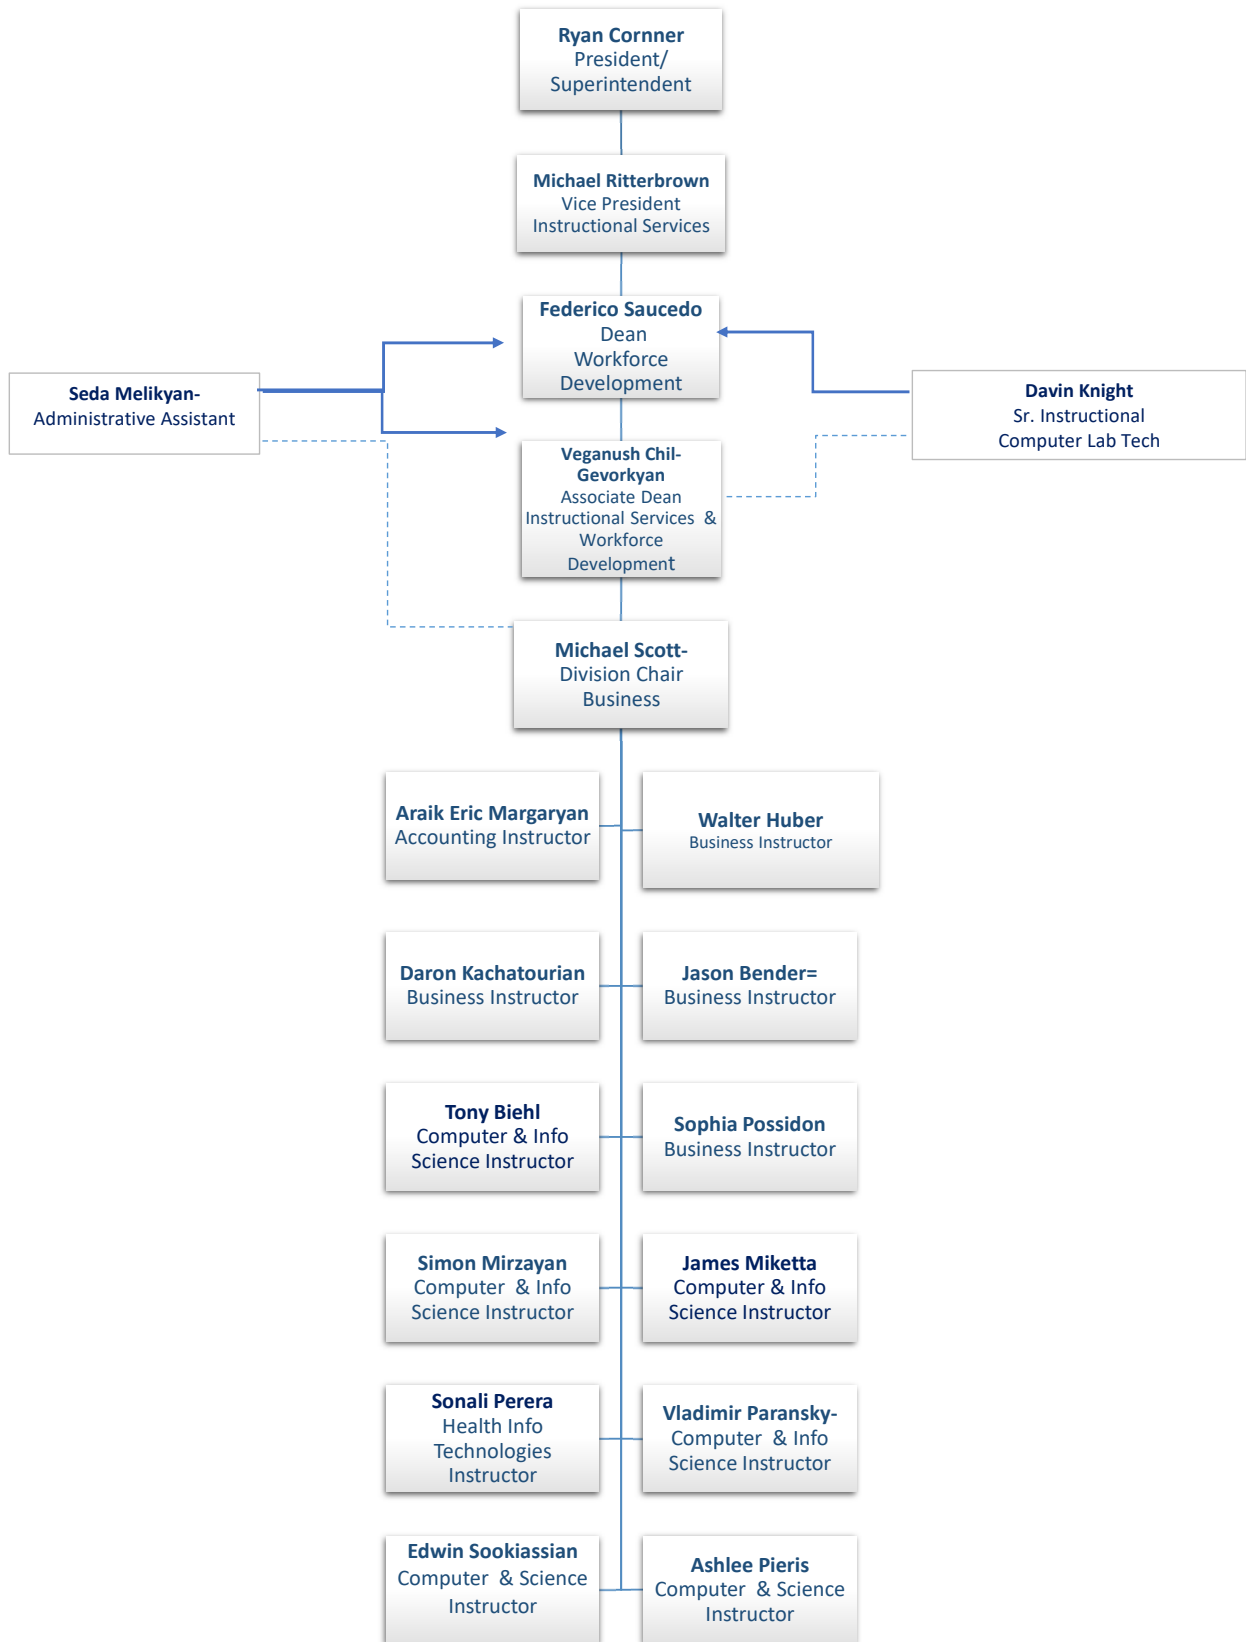 Ryan Cornner
President/
Superintendent
Michael Ritterbrown
Vice President
Instructional Services
Federico Saucedo
Dean
Workforce
Development
Seda Melikyan-
Administrative Assistant
Davin Knight
Sr. Instructional
Computer Lab Tech
Veganush Chil-
Gevorkyan
Associate Dean
Instructional Services &
Workforce
Development
Michael Scott-
Division Chair
Business
Araik Eric Margaryan
Accounting Instructor
Walter Huber
Business Instructor
Daron Kachatourian
Business Instructor
Jason Bender=
Business Instructor
Tony Biehl
Computer & Info
Science Instructor
Sophia Possidon
Business Instructor
Simon Mirzayan
Computer & Info
Science Instructor
James Miketta
Computer & Info
Science Instructor
Sonali Perera
Health Info
Technologies
Instructor
Vladimir Paransky-
Computer & Info
Science Instructor
Edwin Sookiassian
Computer & Science
Instructor
Ashlee Pieris
Computer & Science
Instructor